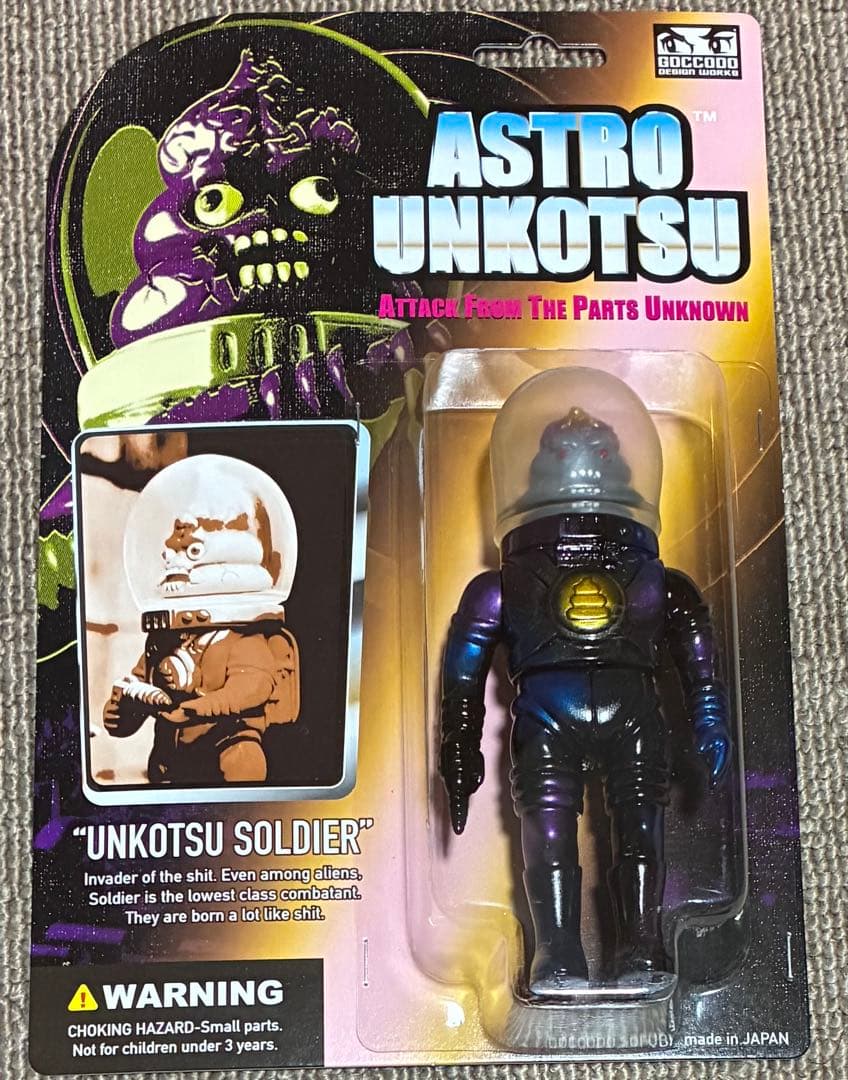 GOCCODO
DESIGN WORKS
ASTRO™
UNKOTSU
ATTACK FROM THE PARTS UNKNOWN
"UNKOTSU SOLDIER"
Invader of the shit. Even among aliens,
Soldier is the lowest class combatant.
They are born a lot like shit.
WARNING
CHOKING HAZARD-Small parts.
Not for children under 3 years.
made in JAPAN